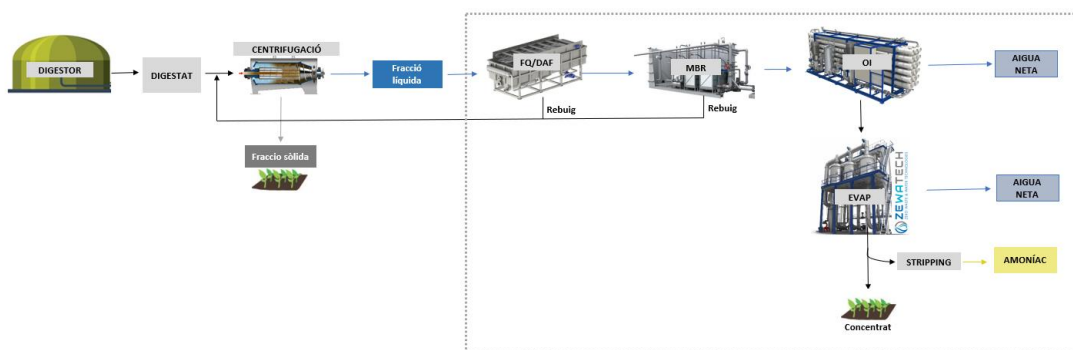 DIGESTOR
DIGESTAT
CENTRIFUGACIÓ
Fracció
líquida
Fraccio sòlida
FQ/DAF
Rebuig
MBR
Rebuig
OI
AIGUA
NETA
EVAP
ZEWATECH
AIGUA
NETA
STRIPPING
AMONÍAC
Concentrat